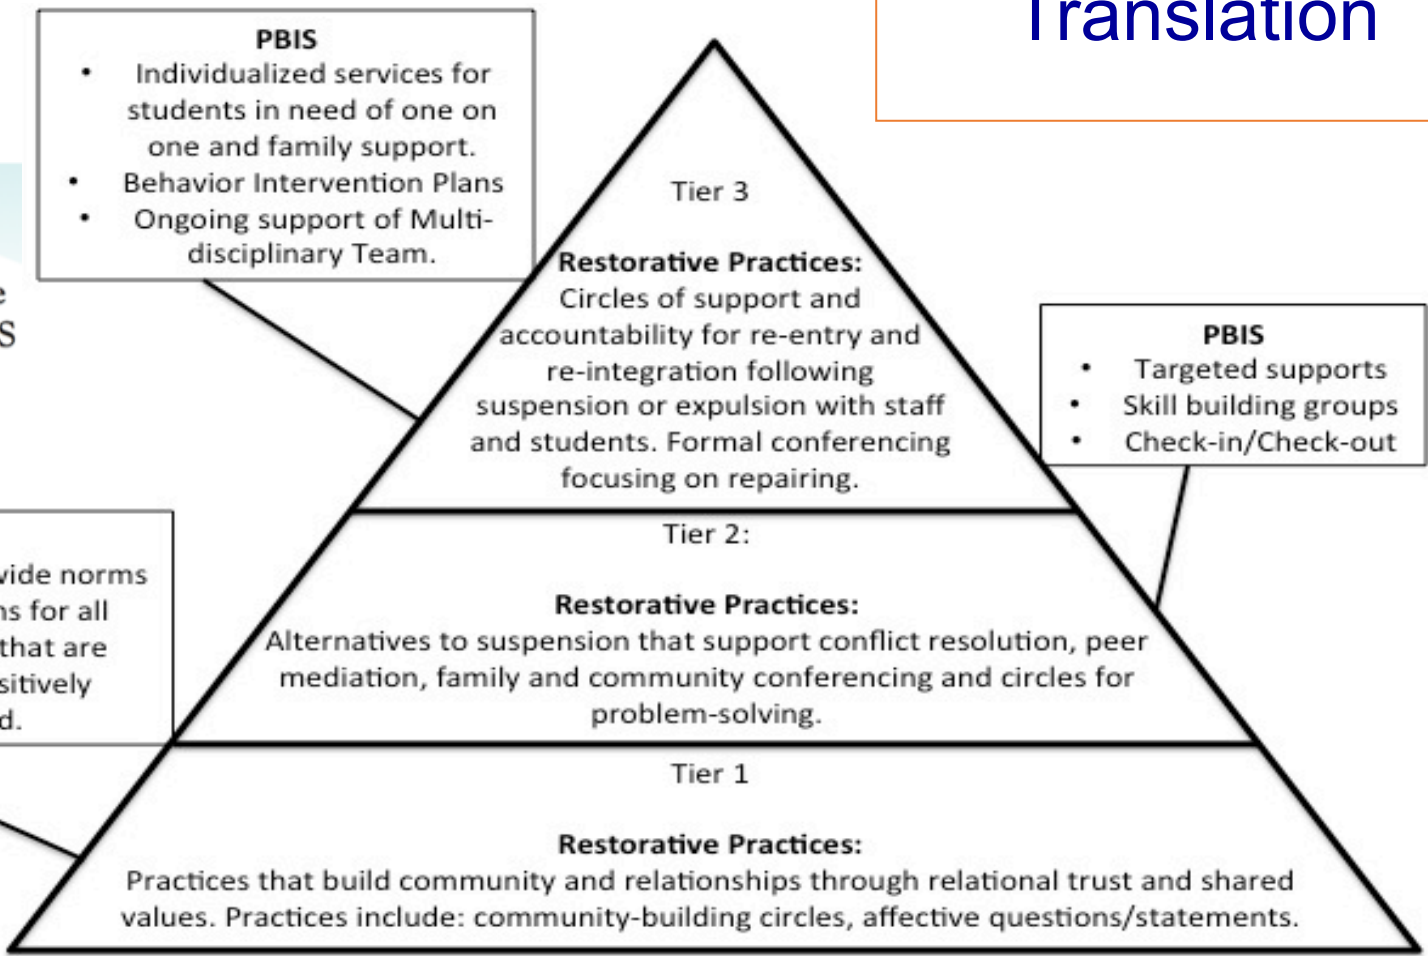 Translation
PBIS
• Individualized services for
students in need of one on
one and family support.
• Behavior Intervention Plans
• Ongoing support of Multi-
disciplinary Team.
Tier 3
Restorative Practices:
Circles of support and
accountability for re-entry and
re-integration following
suspension or expulsion with staff
and students. Formal conferencing
focusing on repairing.
PBIS
• Targeted supports
• Skill building groups
• Check-in/Check-out
Tier 2:
Restorative Practices:
Alternatives to suspension that support conflict resolution, peer
mediation, family and community conferencing and circles for
problem-solving.
norms
for all
that are
Tier 1
Restorative Practices:
Practices that build community and relationships through relational trust and shared
values. Practices include: community-building circles, affective questions/statements.